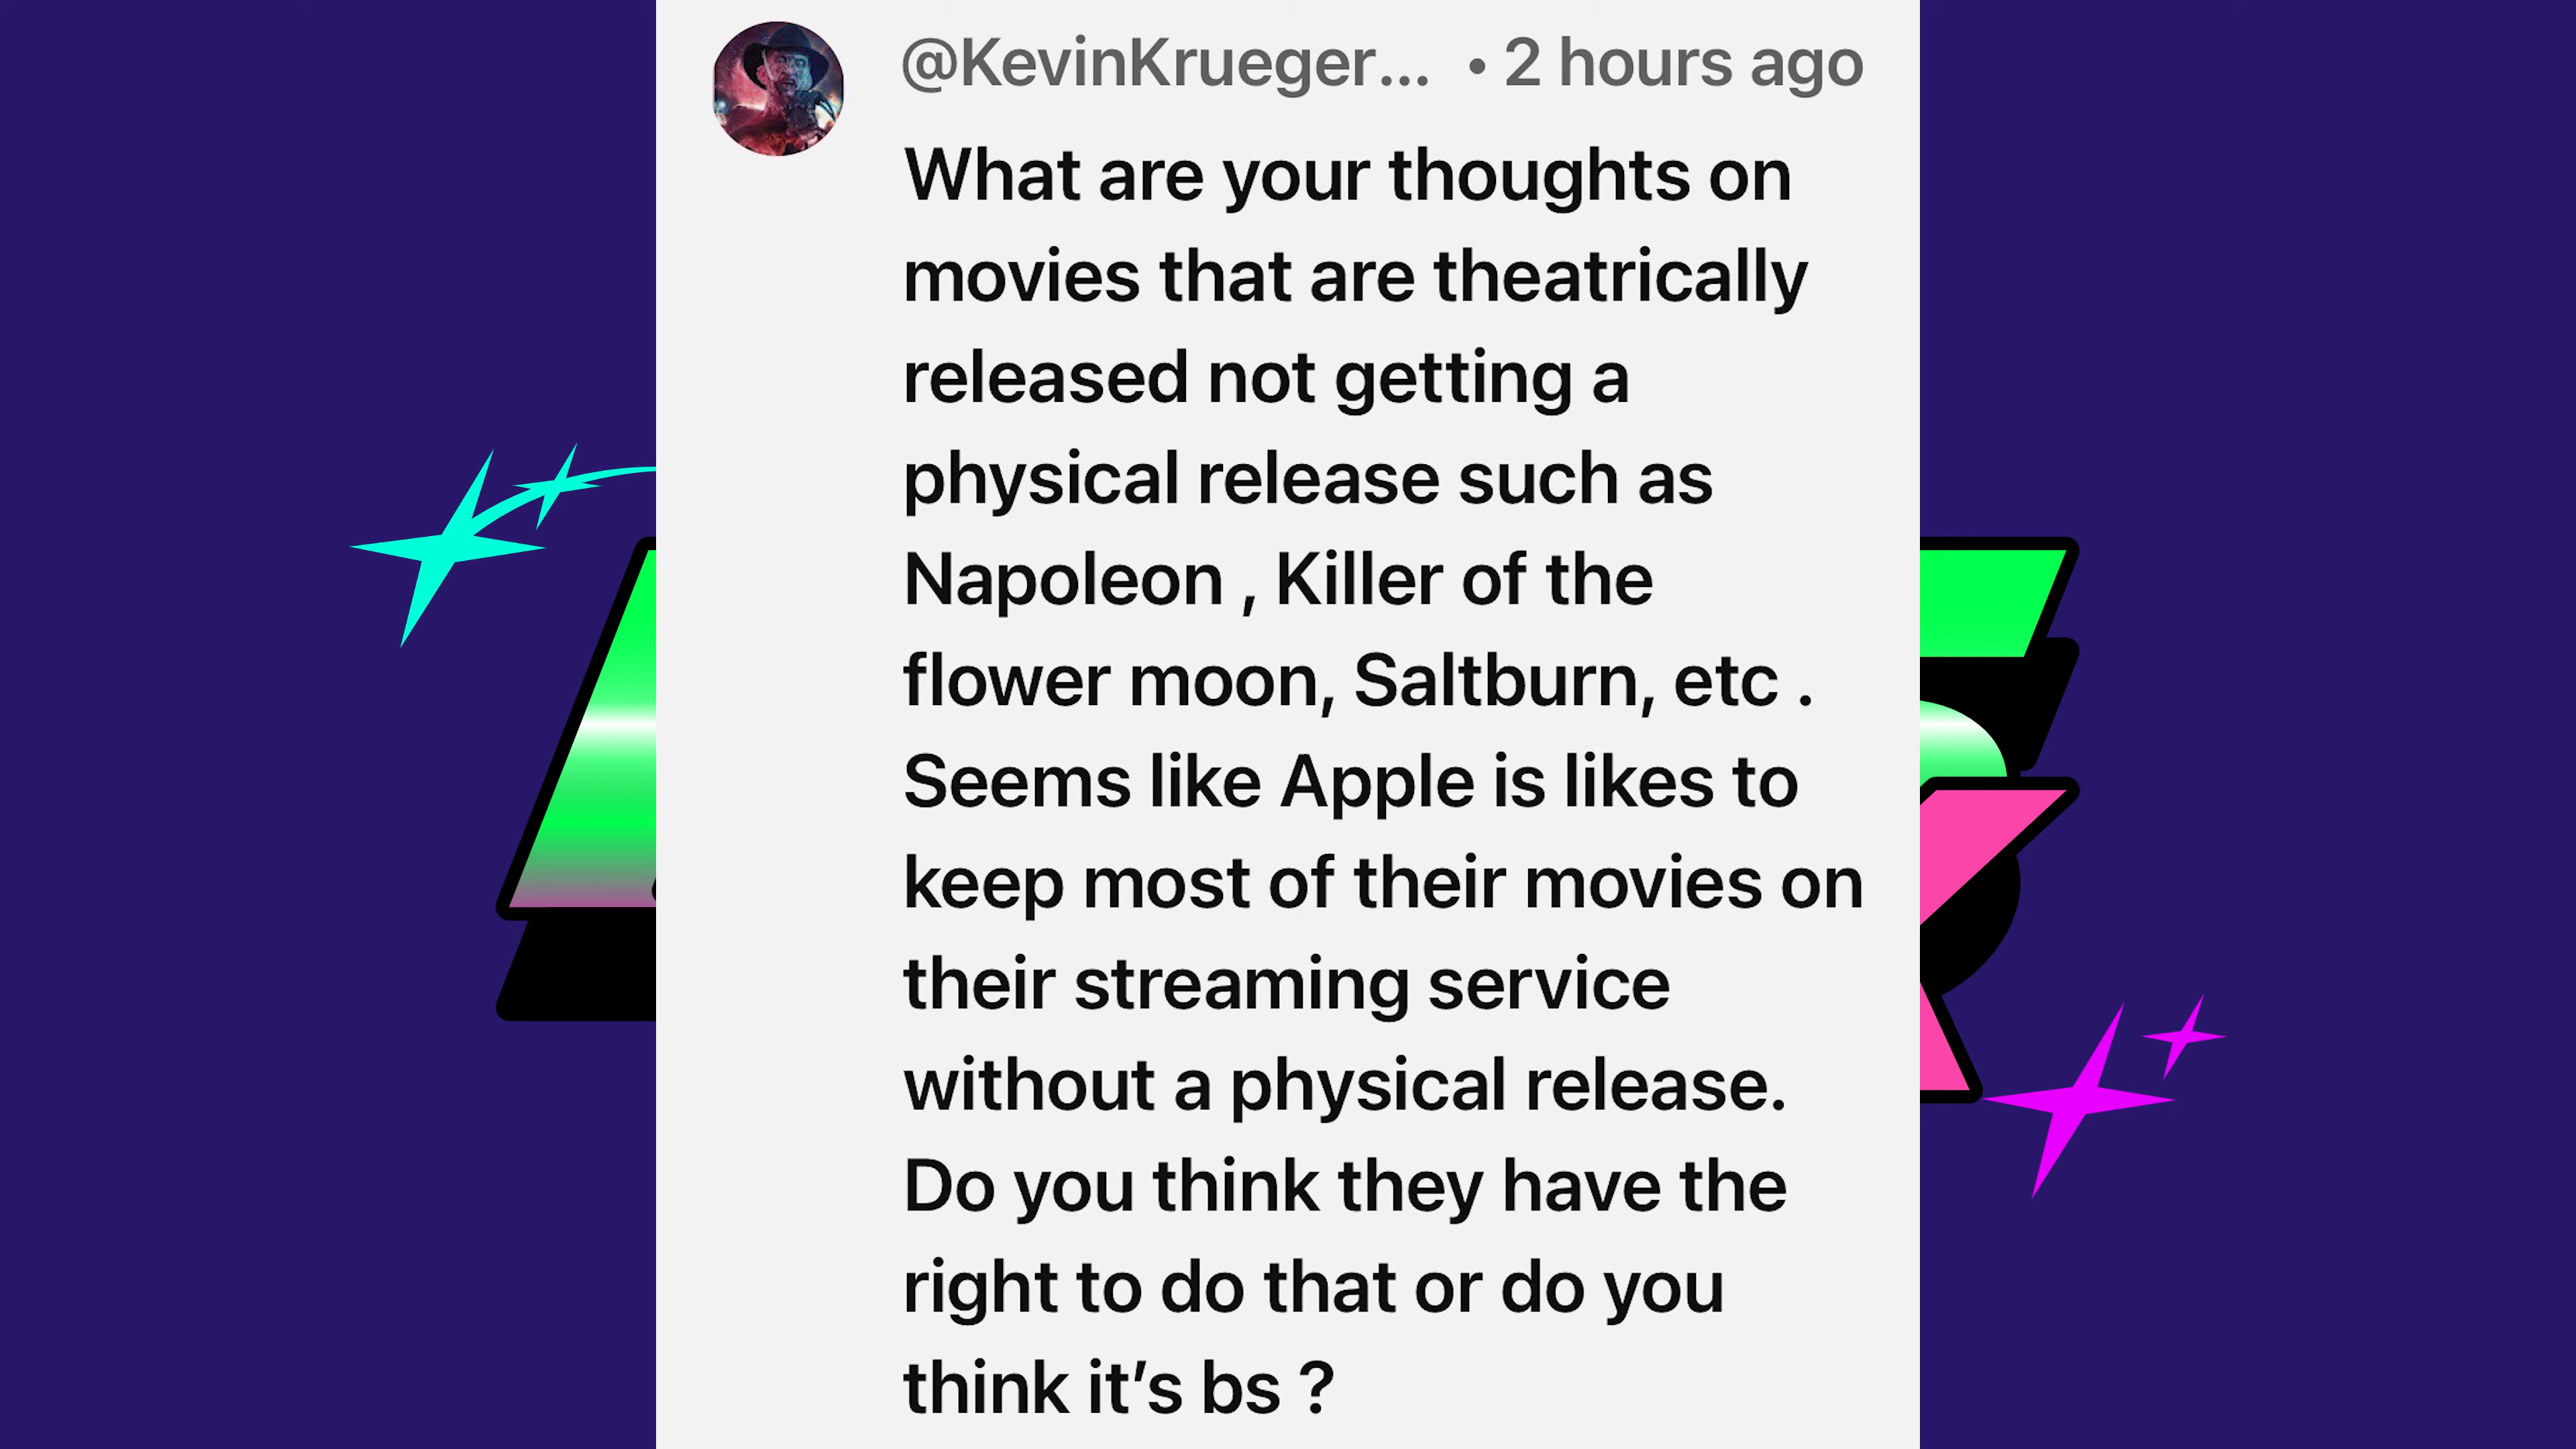 @KevinKrueger... • 2 hours ago
What are your thoughts on
movies that are theatrically
released not getting a
physical release such as
Napoleon , Killer of the
flower moon, Saltburn, etc .
Seems like Apple is likes to
keep most of their movies on
their streaming service
without a physical release.
Do you think they have the
right to do that or do you
think it’s bs ?